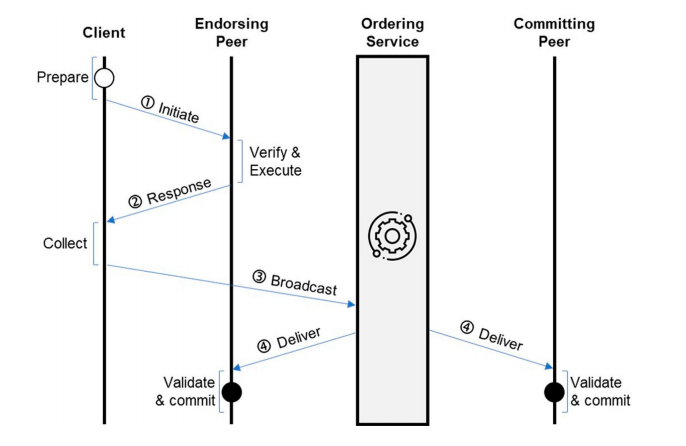 Client
Endorsing
Peer
Ordering
Service
Committing
Peer
Prepare
① Initiate
Verify &
Execute
② Response
Collect
③ Broadcast
④ Deliver
④ Deliver
Validate
& commit
Validate
& commit